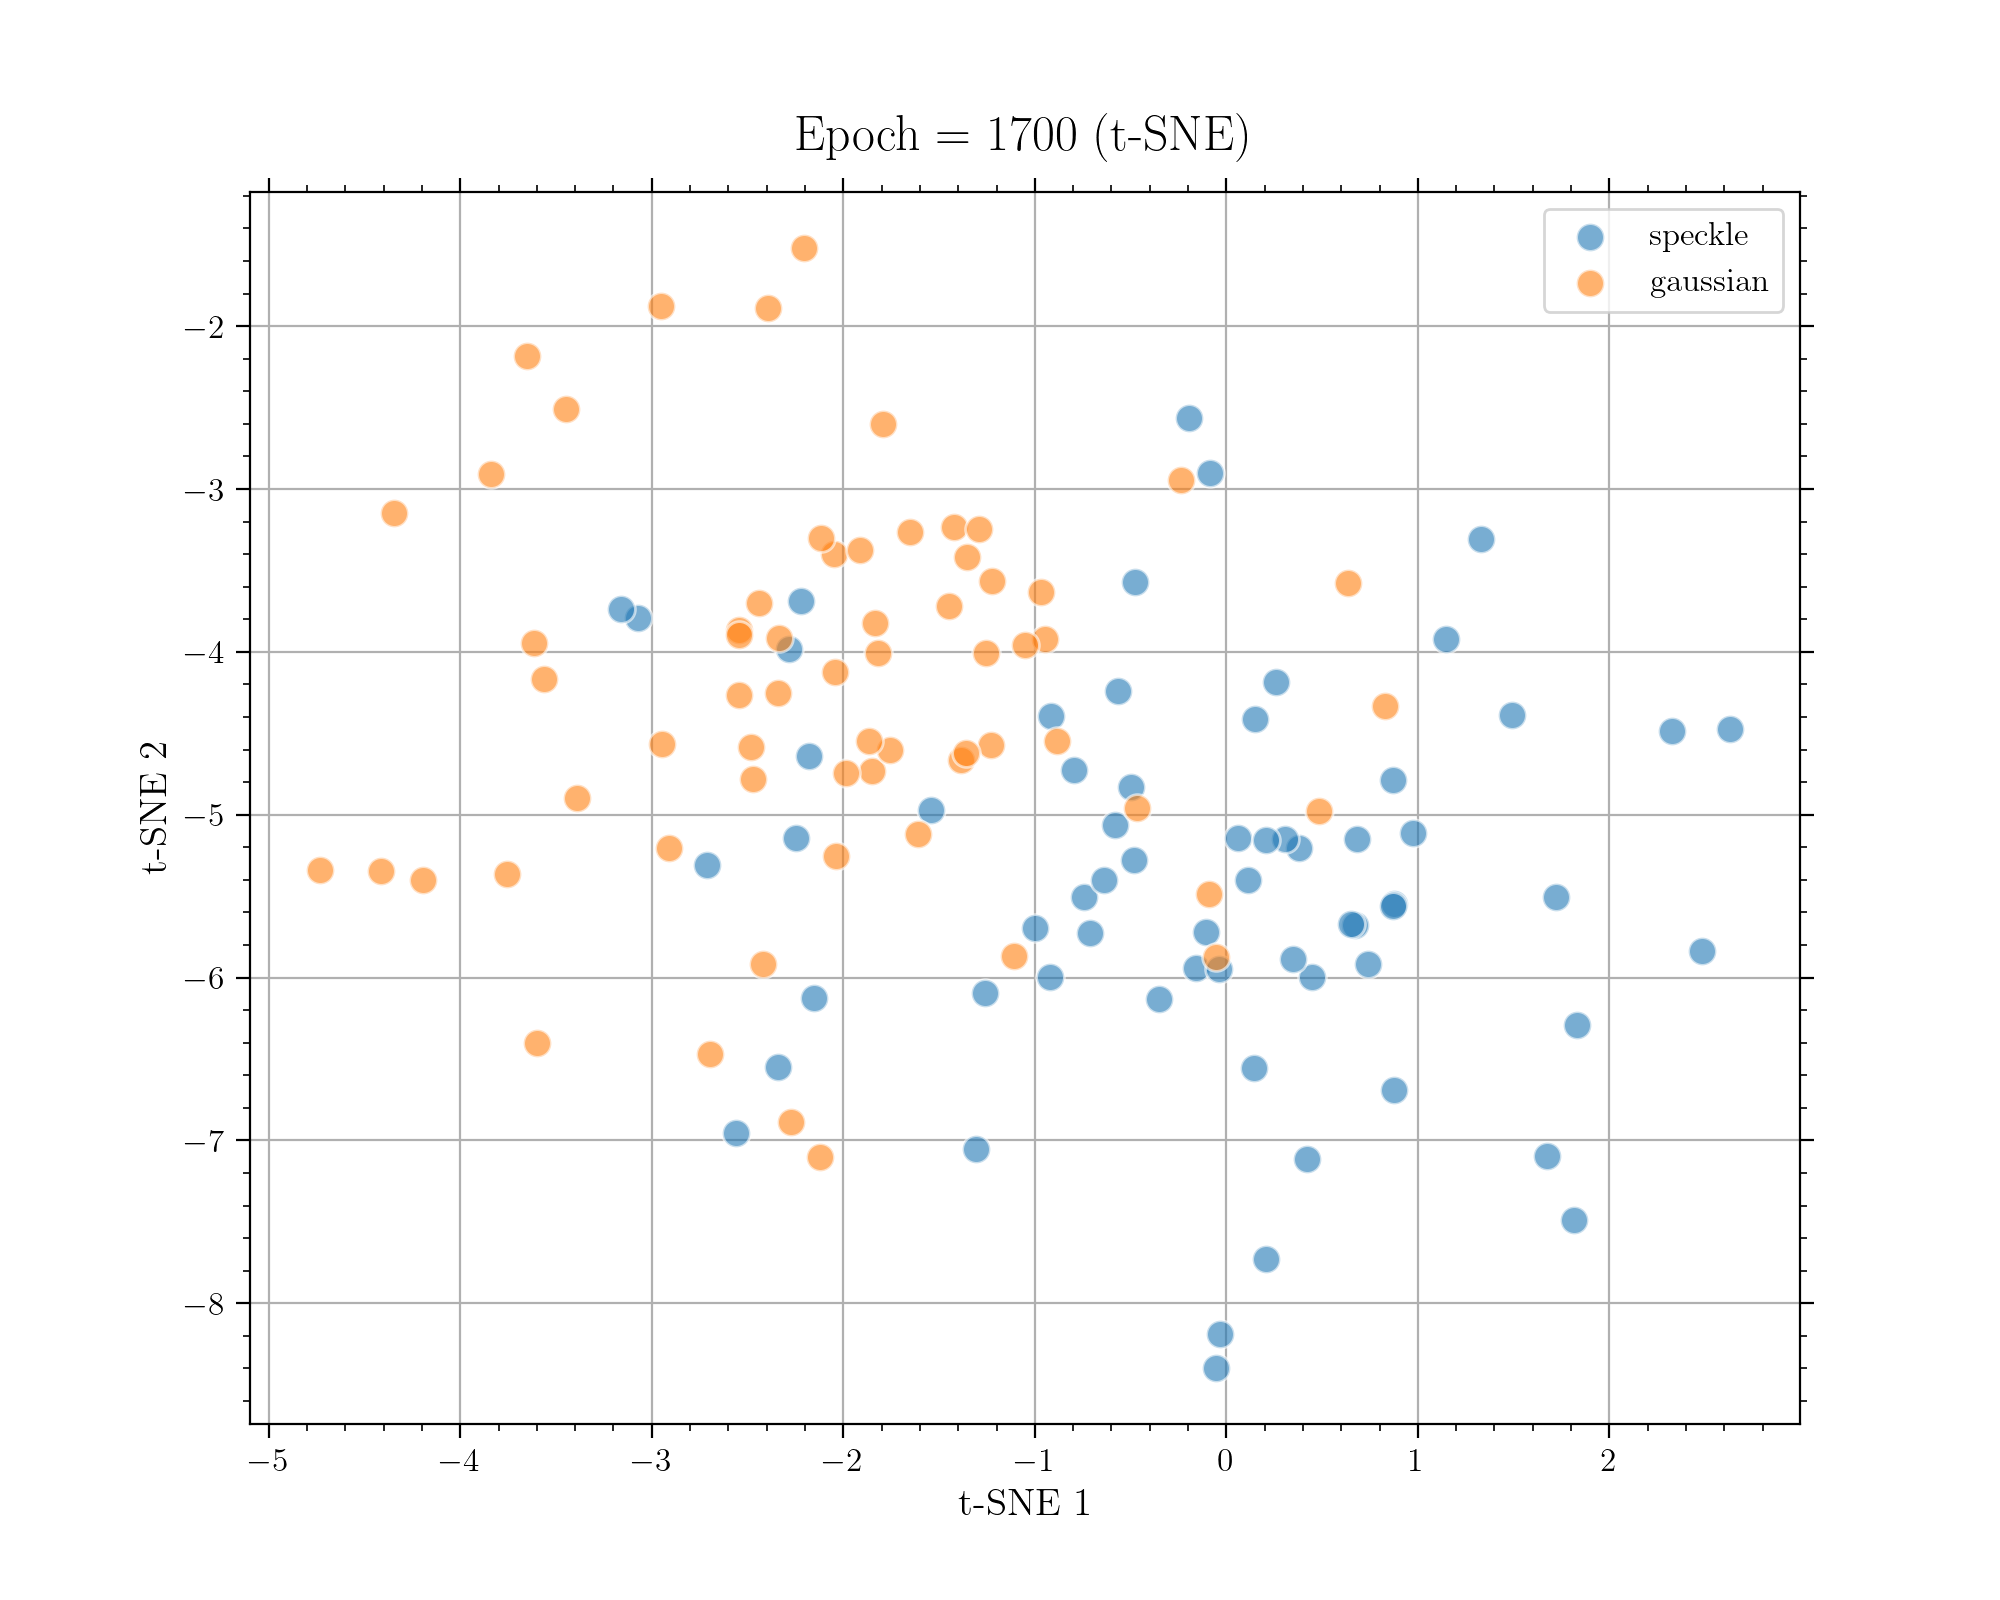 Epoch = 1700 (t-SNE)
speckle
gaussian
−2
−3
−4
−5
−6
−7
−8
t-SNE 2
−5 −4 −3 −2 −1 0 1 2
t-SNE 1